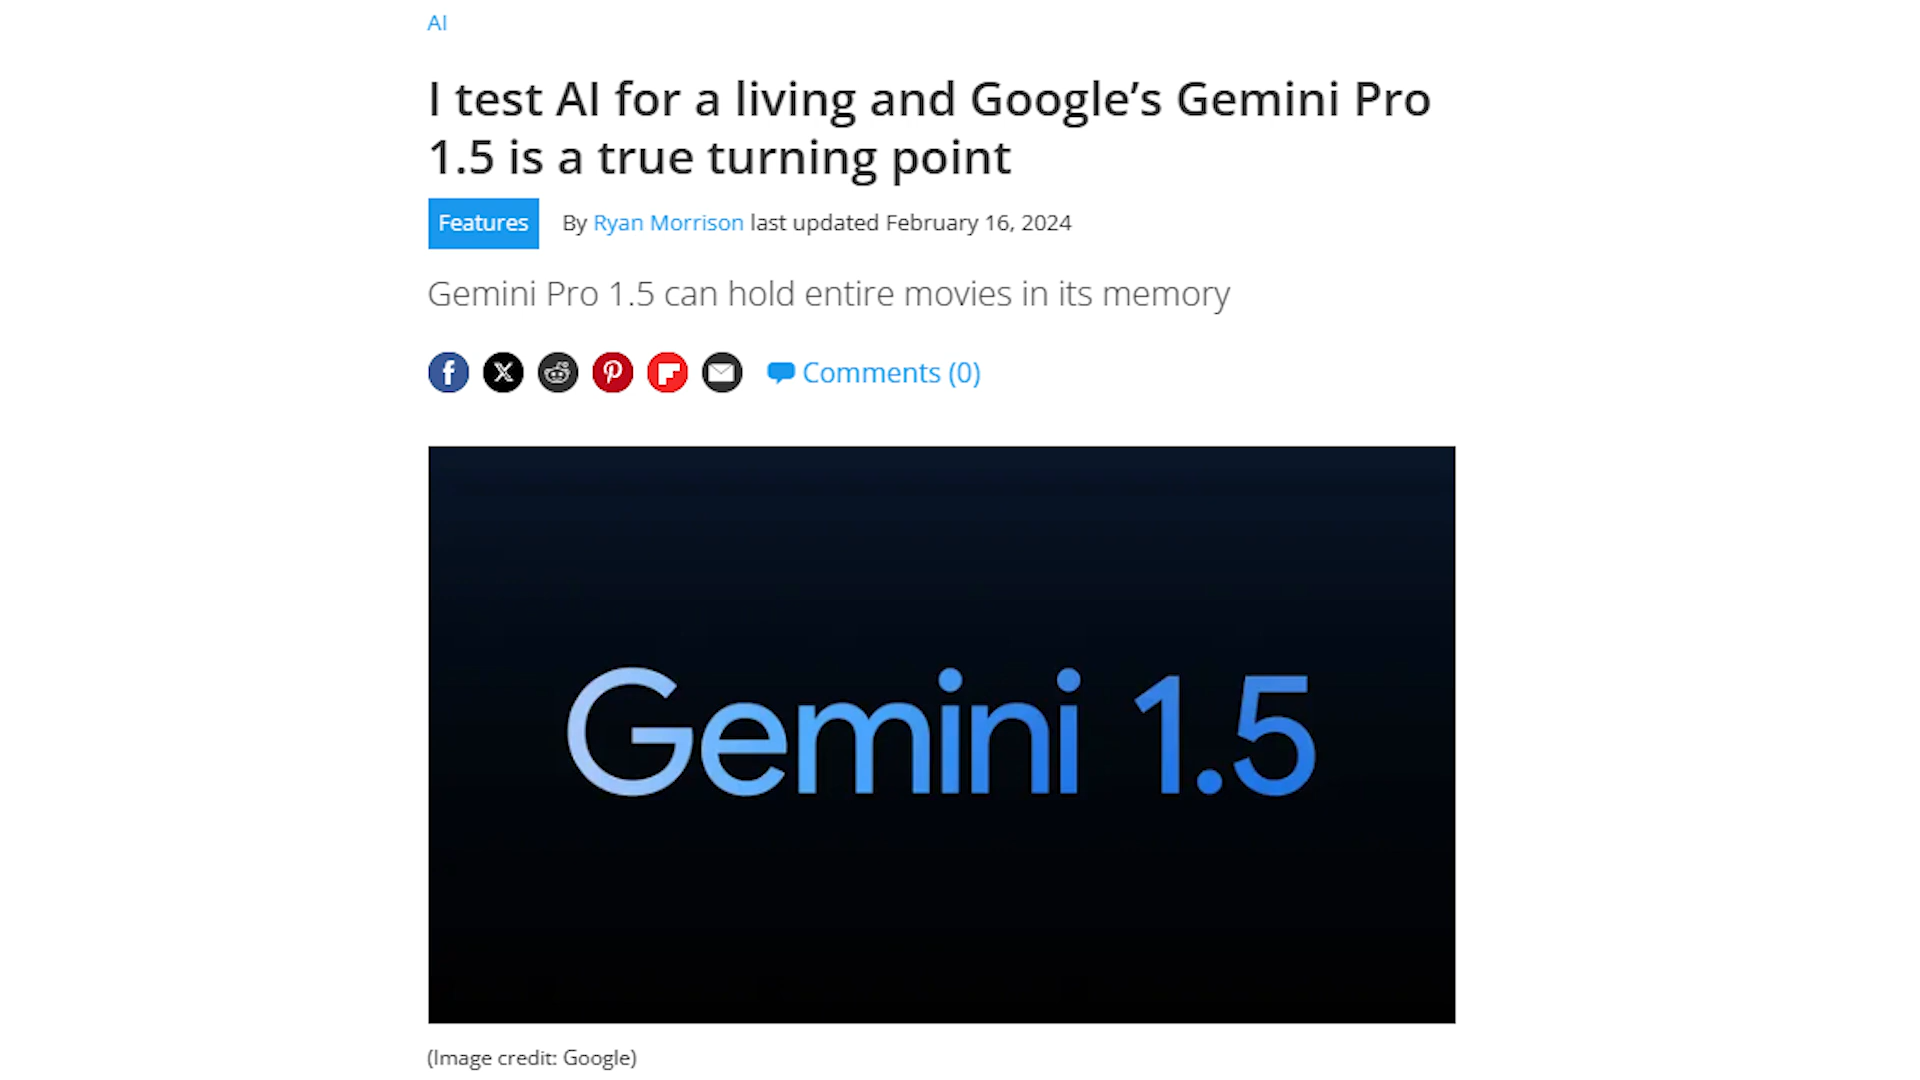 AI
I test AI for a living and Google’s Gemini Pro
1.5 is a true turning point
Features By Ryan Morrison last updated February 16, 2024
Gemini Pro 1.5 can hold entire movies in its memory
Comments (0)
Gemini 1.5
(Image credit: Google)